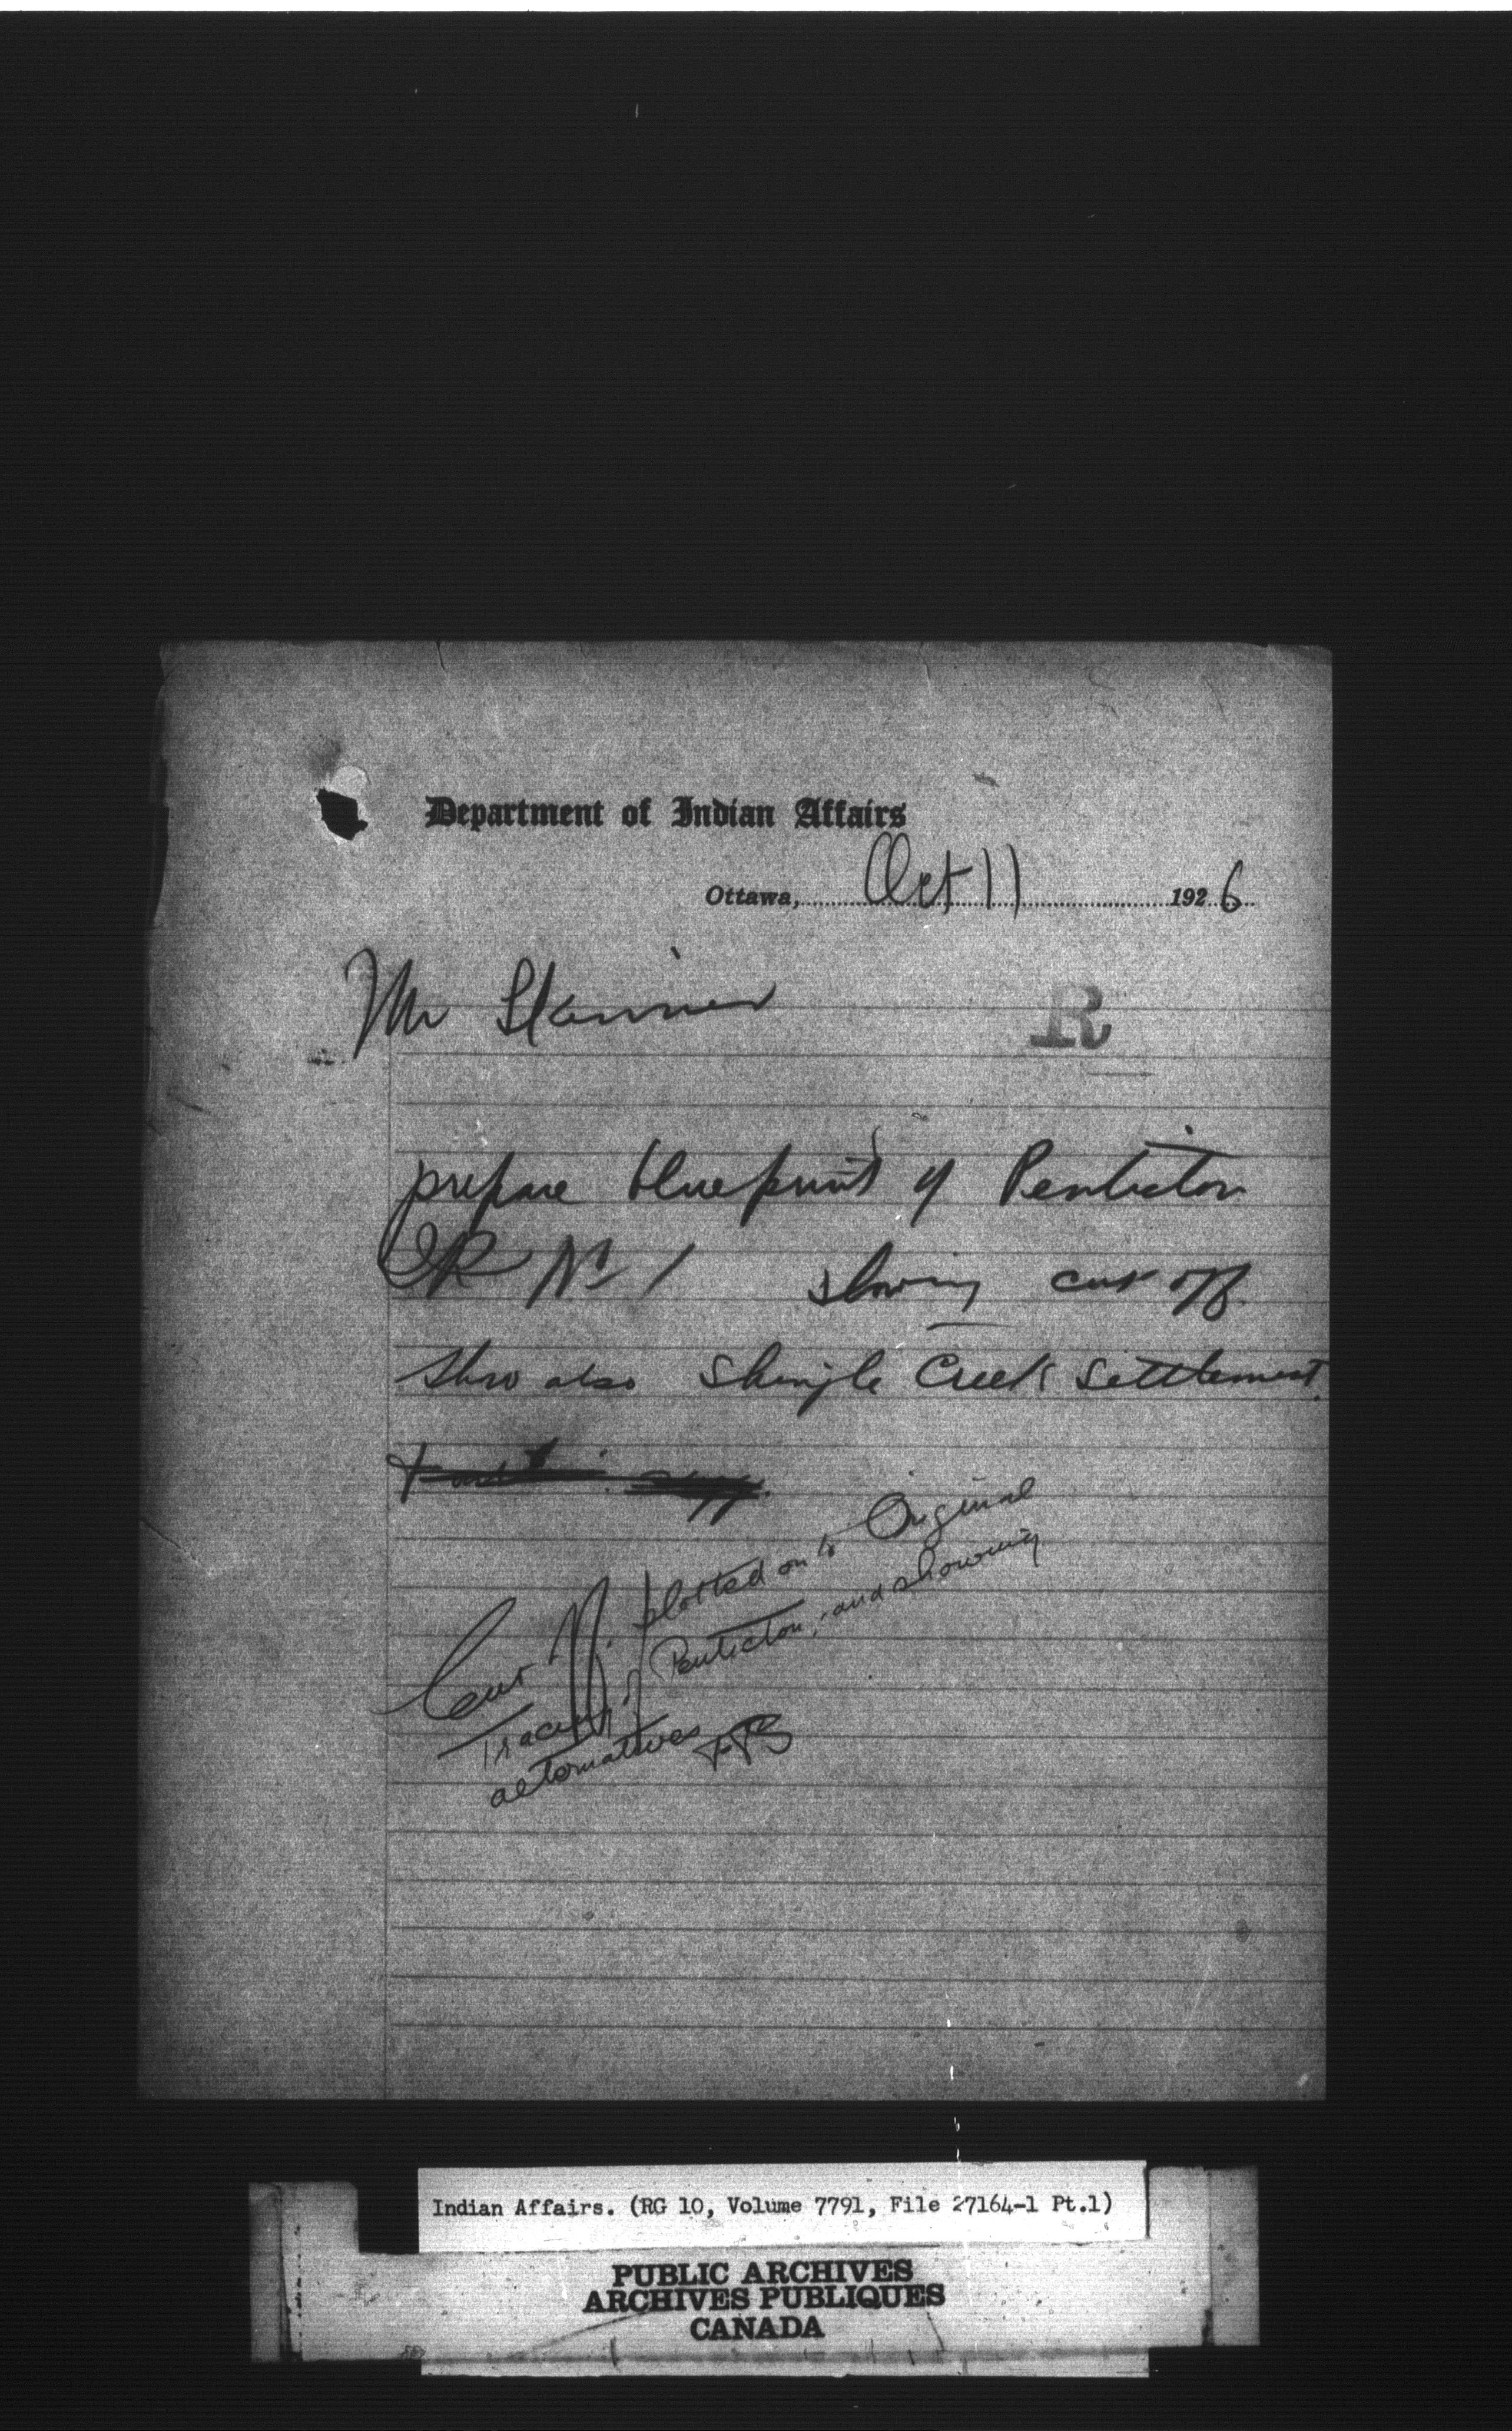 Department of Indian Affairs
Ottawa, Oct 11 1926
Mr Skinner
R
prepare blueprint of Penticton
IR No 1 showing cut off
show also Shingle Creek Settlement.
Cut off plotted on to Original
Tracing of Penticton, and showing
alternatives
Indian Affairs. (RG 10, Volume 7791, File 27164-1 Pt.1)
PUBLIC ARCHIVES
ARCHIVES PUBLIQUES
CANADA